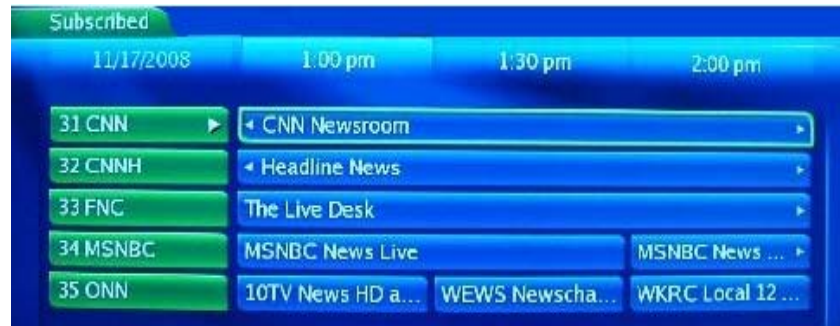 Subscribed
11/17/2008 1:00 pm 1:30 pm 2:00 pm
31 CNN CNN Newsroom
32 CNNH Headline News
33 FNC The Live Desk
34 MSNBC MSNBC News Live MSNBC News ...
35 ONN 10TV News HD a... WEWS Newscha... WKRC Local 12 ...